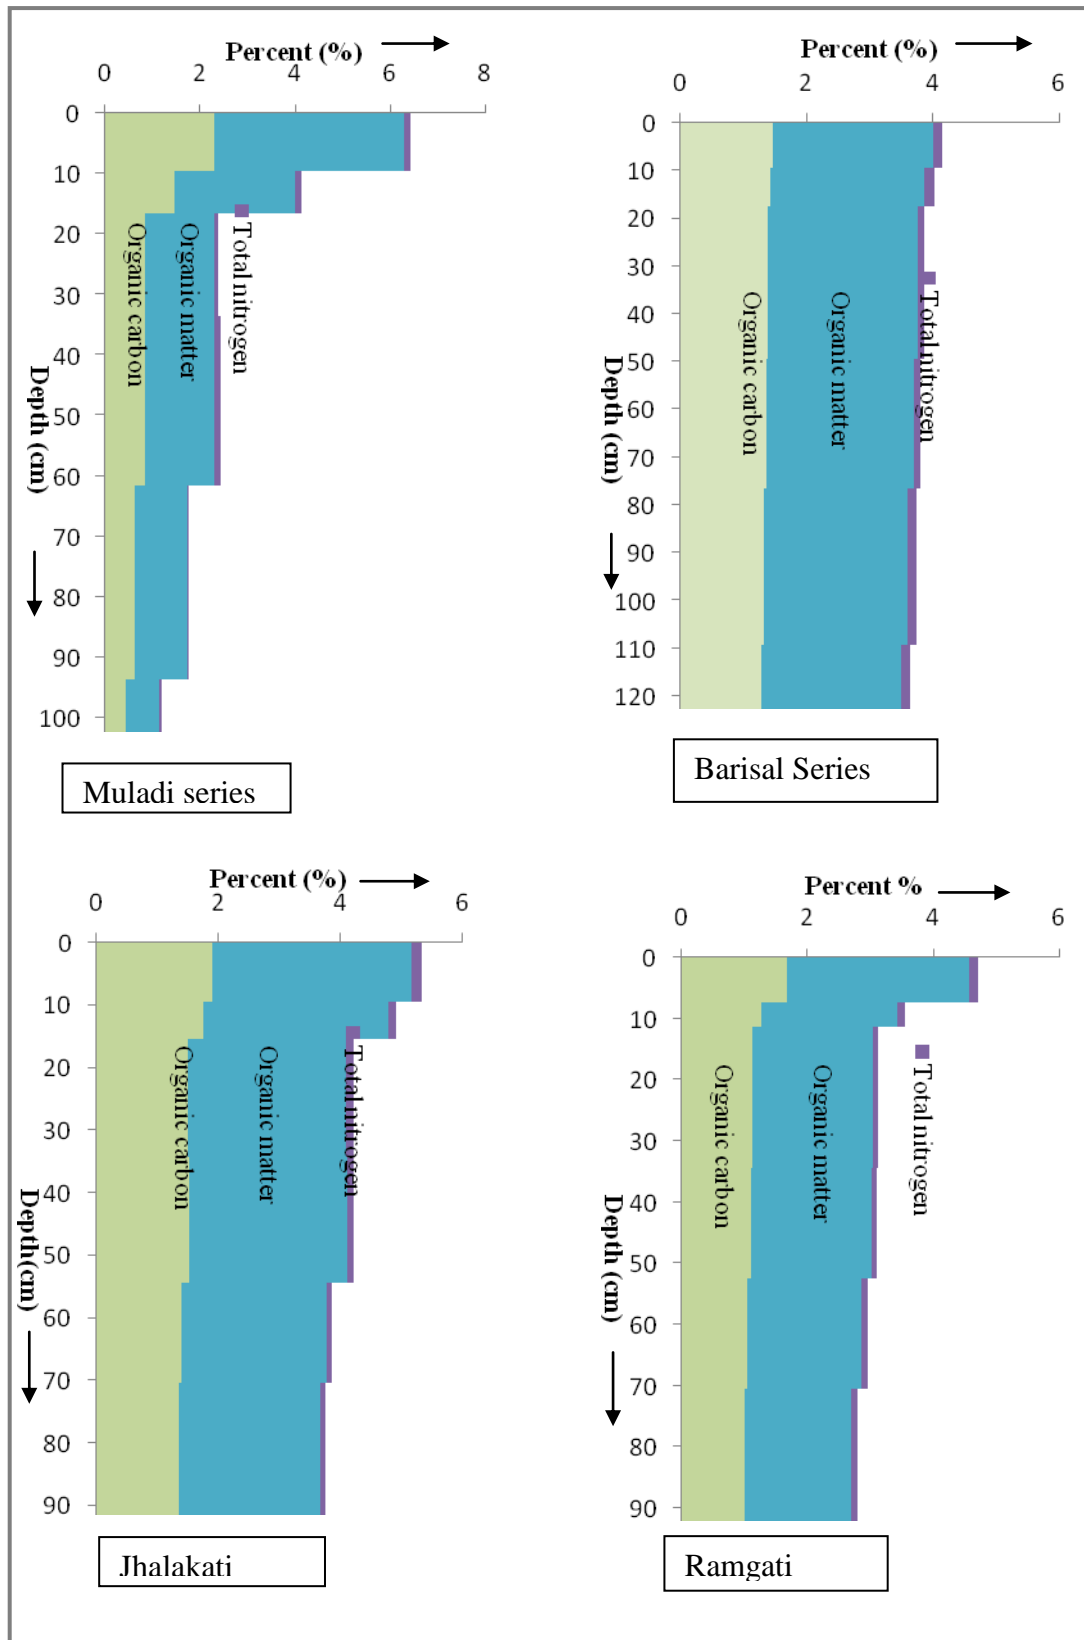 Percent (%)
0 2 4 6 8
0
10
20
30
40
50
60
70
80
90
100
Depth (cm)
Organic carbon
Organic matter
Total nitrogen
Muladi series
Percent (%)
0 2 4 6
0
10
20
30
40
50
60
70
80
90
100
110
120
Depth (cm)
Organic carbon
Organic matter
Total nitrogen
Barisal Series
Percent (%)
0 2 4 6
0
10
20
30
40
50
60
70
80
90
Depth(cm)
Organic carbon
Organic matter
Total nitrogen
Jhalakati
Percent %
0 2 4 6
0
10
20
30
40
50
60
70
80
90
Depth (cm)
Organic carbon
Organic matter
Total nitrogen
Ramgati